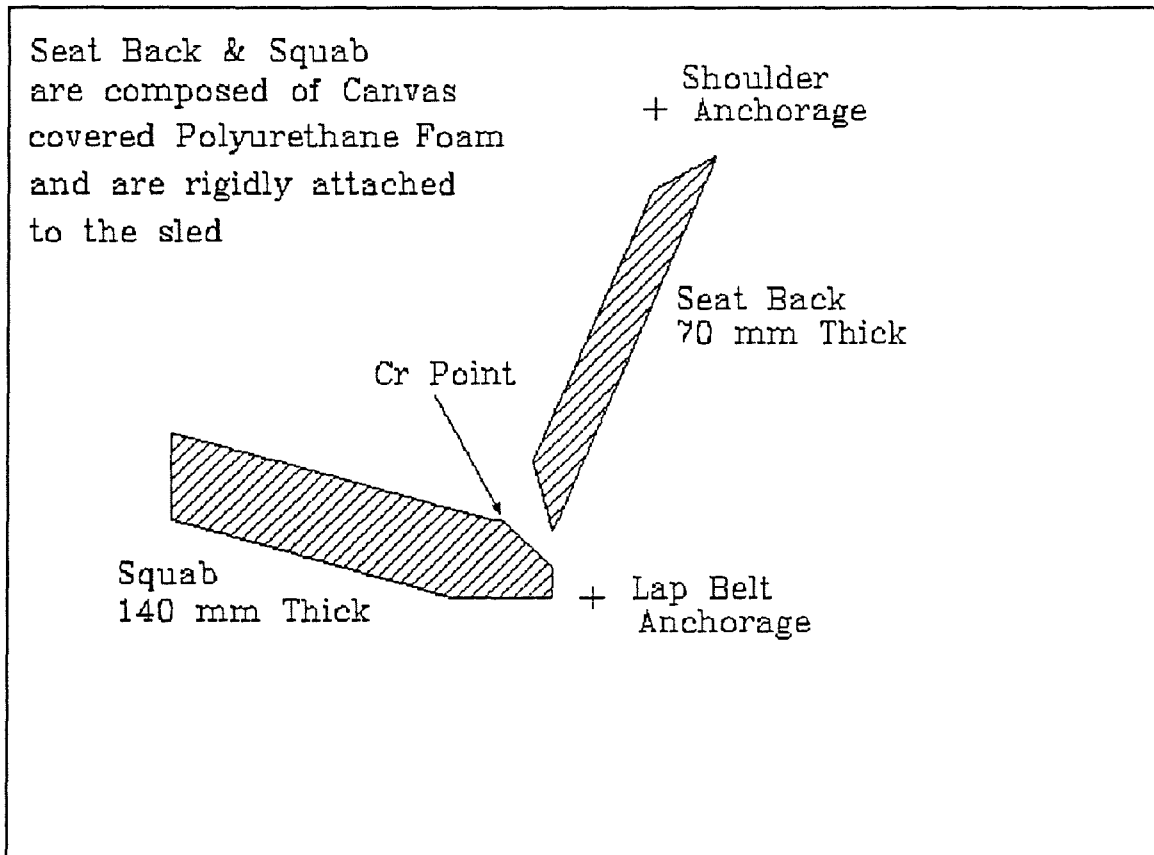 Seat Back & Squab
are composed of Canvas
covered Polyurethane Foam
and are rigidly attached
to the sled
Shoulder
+ Anchorage
Seat Back
70 mm Thick
Cr Point
Squab
140 mm Thick
+ Lap Belt
Anchorage